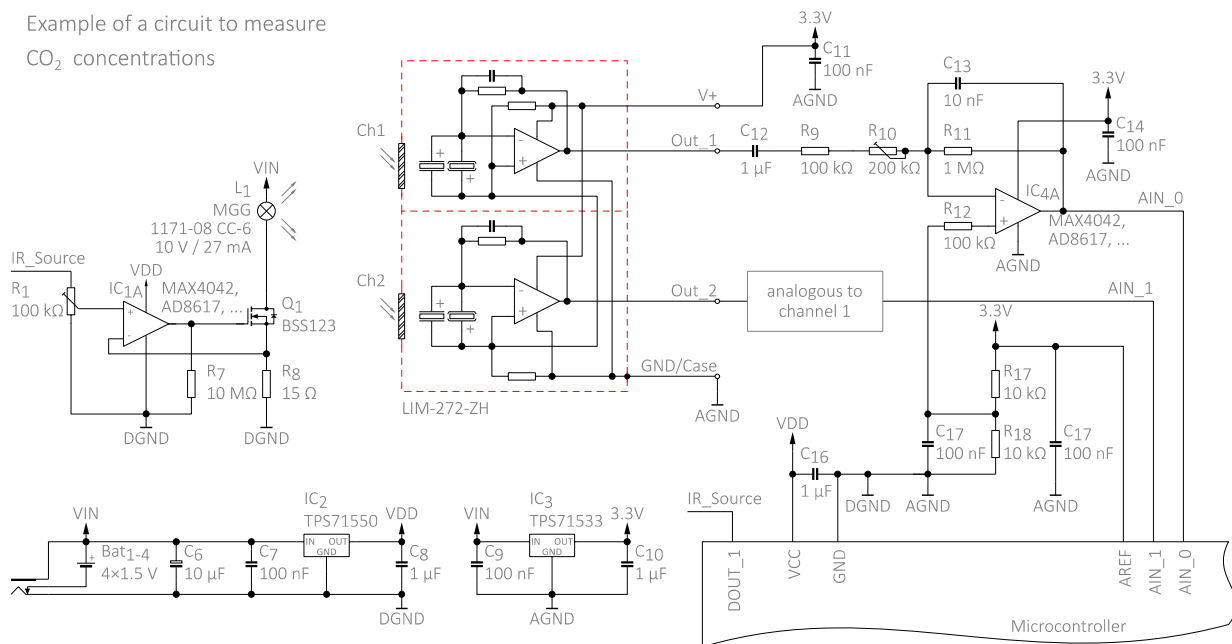 Example of a circuit to measure
CO2 concentrations
3.3V
C11
100 nF
AGND
V+
Ch1
Out_1
C12
1 µF
R9
100 kΩ
R10
200 kΩ
C13
10 nF
R11
1 MΩ
3.3V
C14
100 nF
AGND
IC4A
MAX4042,
AD8617, ...
R12
100 kΩ
AGND
AIN_0
VIN
L1
MGG
1171-08 CC-6
10 V / 27 mA
IR_Source
R1
100 kΩ
VDD
IC1A
MAX4042,
AD8617, ...
Q1
BSS123
R7
10 MΩ
R8
15 Ω
DGND
DGND
Ch2
Out_2
analogous to
channel 1
AIN_1
GND/Case
AGND
LIM-272-ZH
3.3V
R17
10 kΩ
C17
100 nF
R18
10 kΩ
C17
100 nF
AGND
VDD
C16
1 µF
DGND
AGND
VIN
Bat1-4
4×1.5 V
C6
10 µF
C7
100 nF
IC2
TPS71550
IN OUT
GND
VDD
C8
1 µF
DGND
VIN
C9
100 nF
IC3
TPS71533
IN OUT
GND
3.3V
C10
1 µF
AGND
IR_Source
DOUT_1
VCC
GND
AREF
AIN_1
AIN_0
Microcontroller